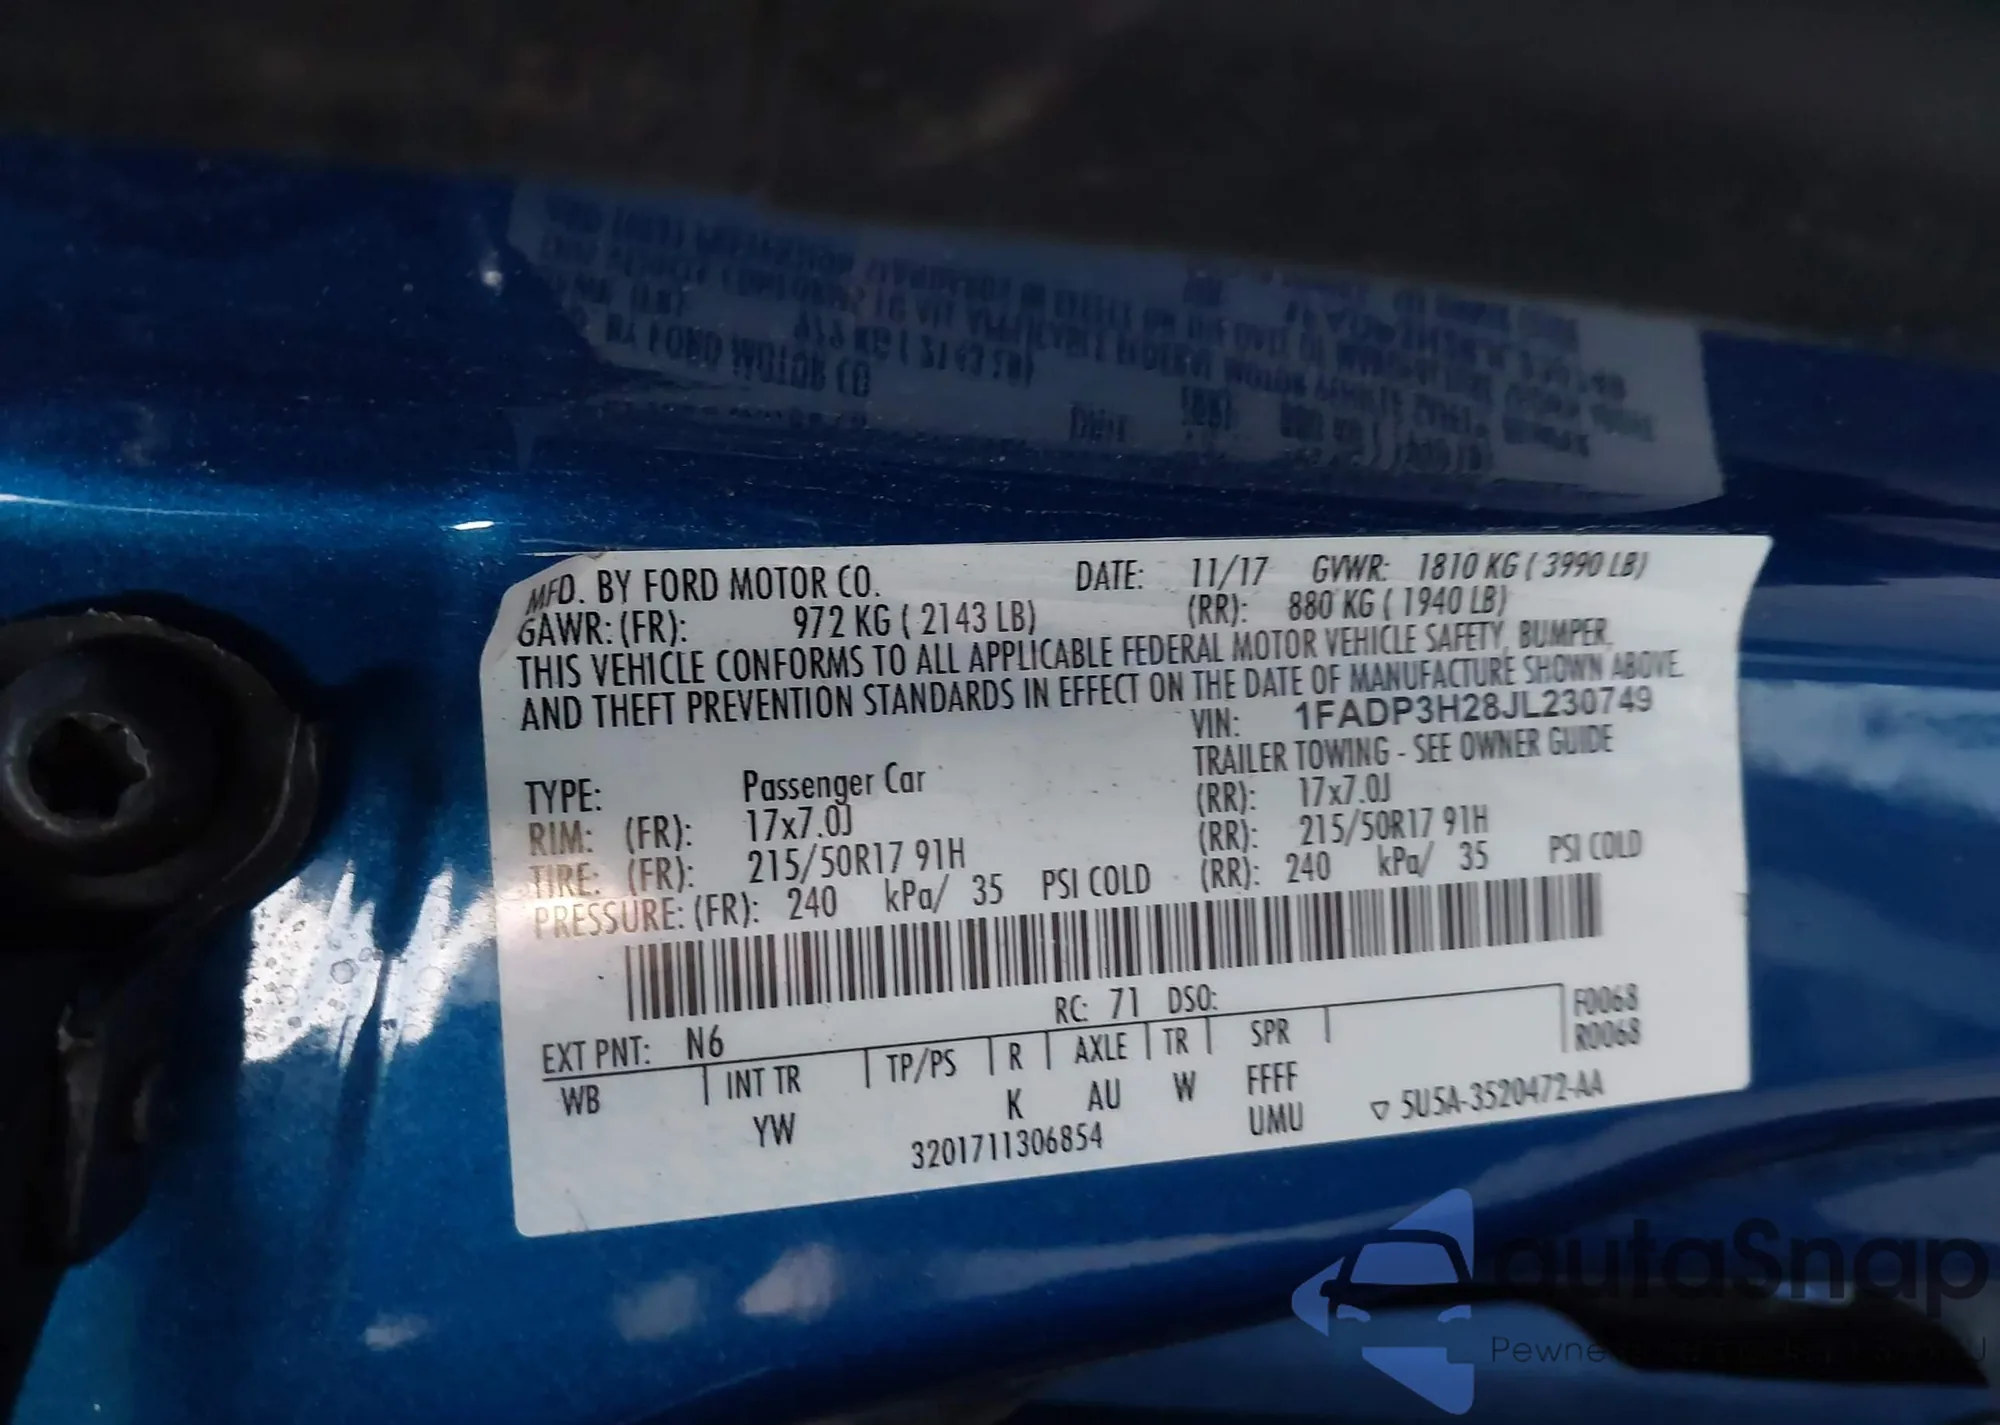 MFD. BY FORD MOTOR CO. DATE: 11/17 GVWR: 1810 KG ( 3990 LB)
GAWR: (FR): 972 KG ( 2143 LB) (RR): 880 KG ( 1940 LB)
THIS VEHICLE CONFORMS TO ALL APPLICABLE FEDERAL MOTOR VEHICLE SAFETY, BUMPER,
AND THEFT PREVENTION STANDARDS IN EFFECT ON THE DATE OF MANUFACTURE SHOWN ABOVE.
VIN: 1FADP3H28JL230749
TRAILER TOWING - SEE OWNER GUIDE
TYPE: Passenger Car
RIM: (FR): 17x7.0J (RR): 17x7.0J
TIRE: (FR): 215/50R17 91H (RR): 215/50R17 91H
PRESSURE: (FR): 240 kPa/ 35 PSI COLD (RR): 240 kPa/ 35 PSI COLD
RC: 71 DSO:
F0068
R0068
EXT PNT: N6
WB INT TR TP/PS R AXLE TR SPR
YW K AU W FFFF
UMU
3201711306854
▽ 5U5A-3520472-AA
autaSnap